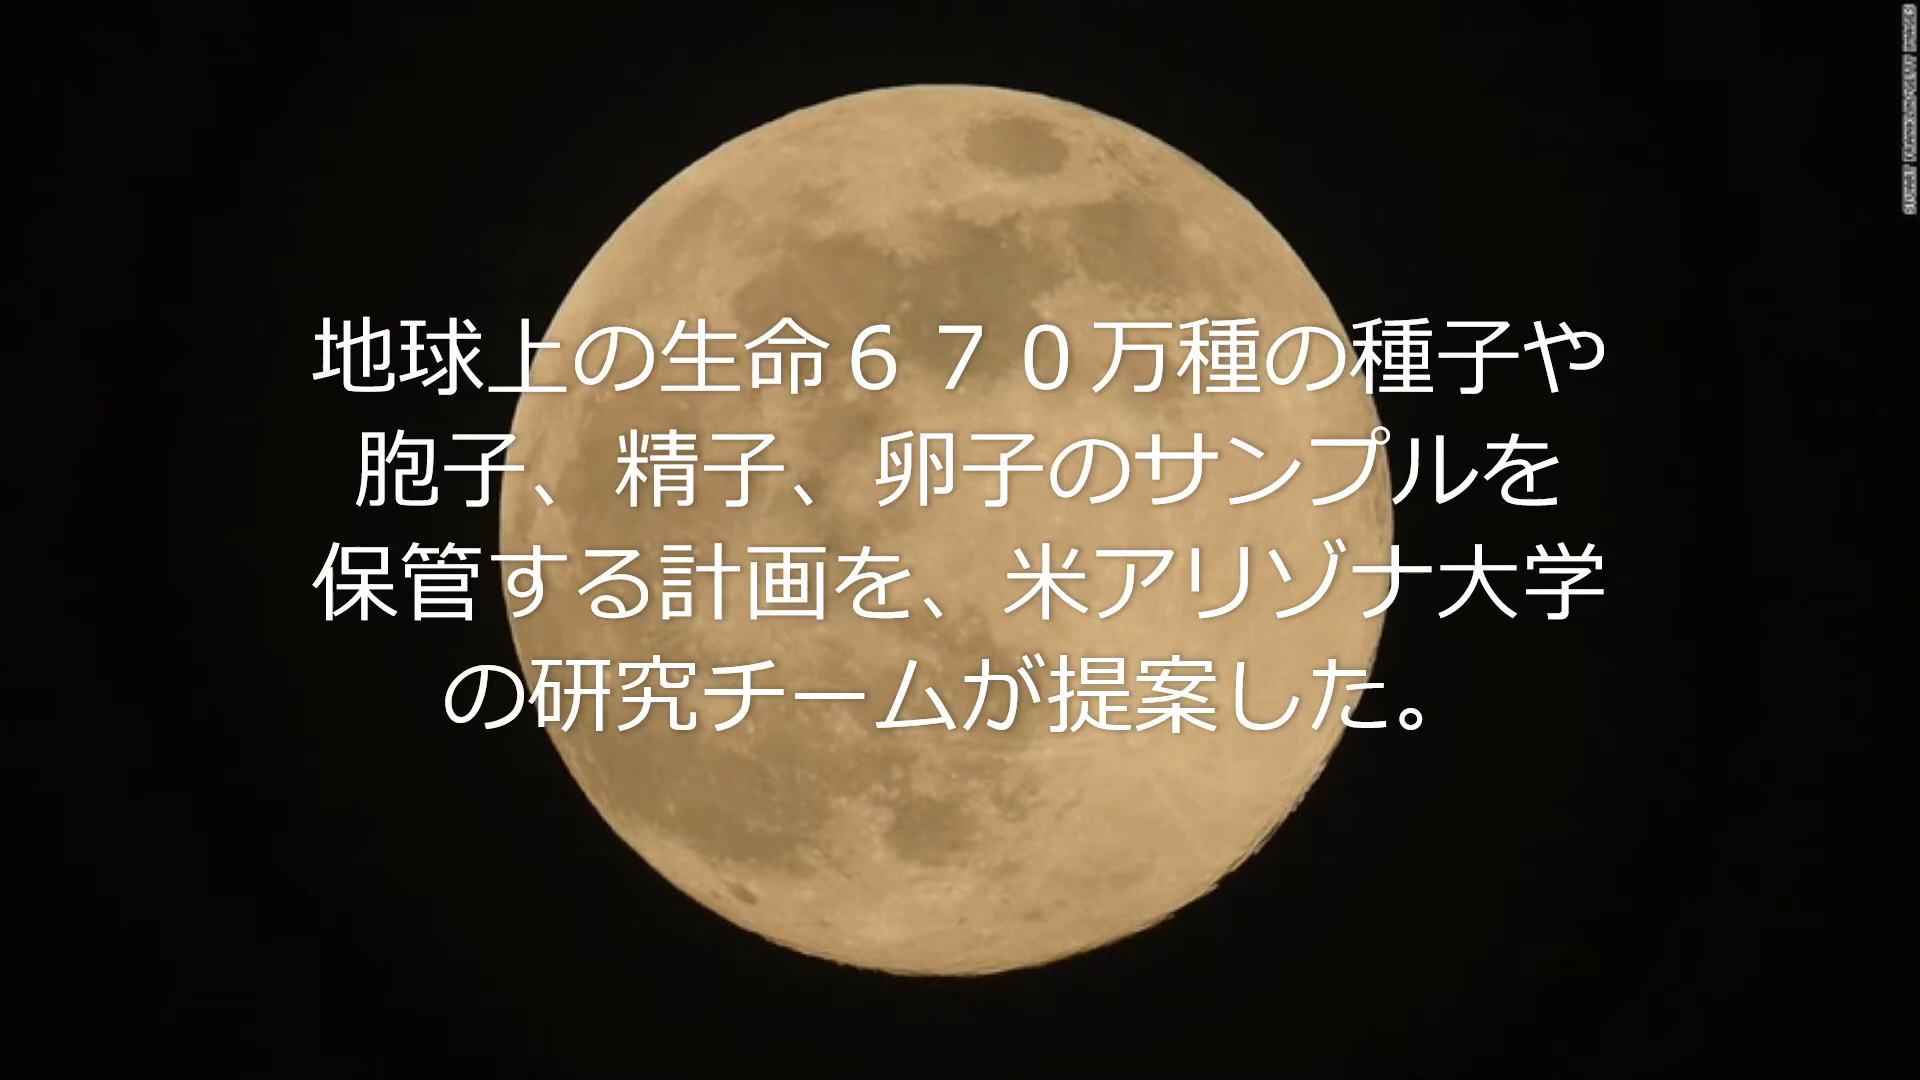 地球上の生命６７０万種の種子や
胞子、精子、卵子のサンプルを
保管する計画を、米アリゾナ大学
の研究チームが提案した。